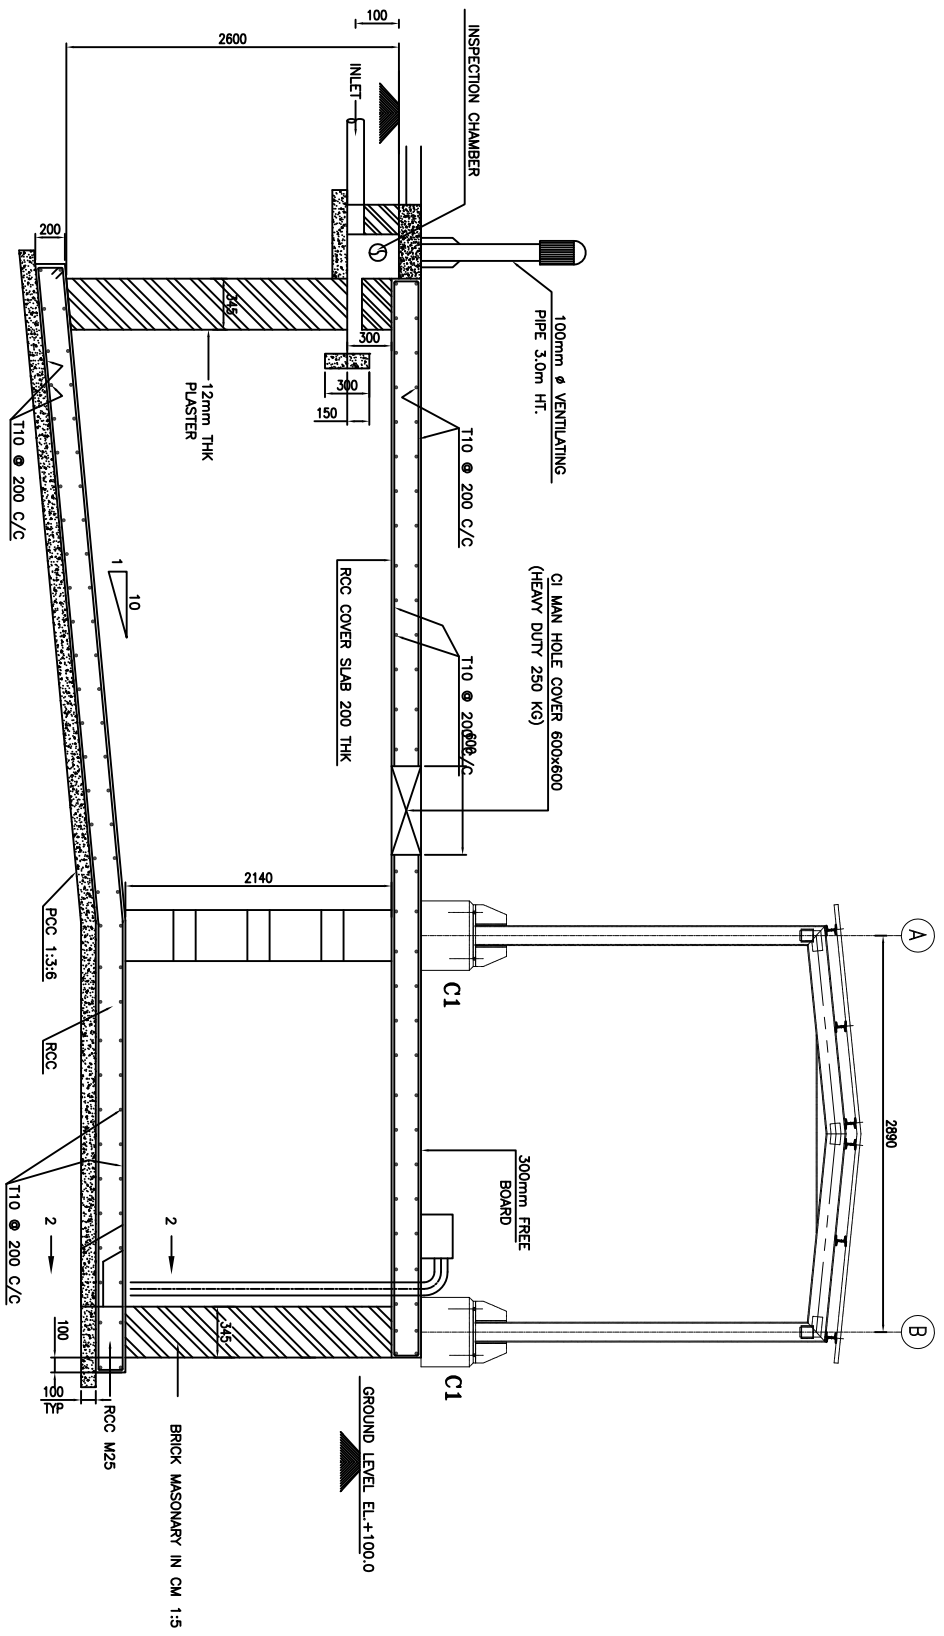 A
B
2890
100mm ø VENTILATING
PIPE 3.0m HT.
CI MAN HOLE COVER 600x600
(HEAVY DUTY 250 KG)
INSPECTION CHAMBER
T10 @ 200 C/C
T10 @ 200 C/C
600
C1
C1
300mm FREE
BOARD
100
INLET
2600
RCC COVER SLAB 200 THK
GROUND LEVEL EL.+100.0
300
300
150
345
12mm THK
PLASTER
2140
345
1
10
2
2
BRICK MASONARY IN CM 1:5
RCC M25
200
T10 @ 200 C/C
PCC 1:3:6
RCC
T10 @ 200 C/C
100
100
TYP